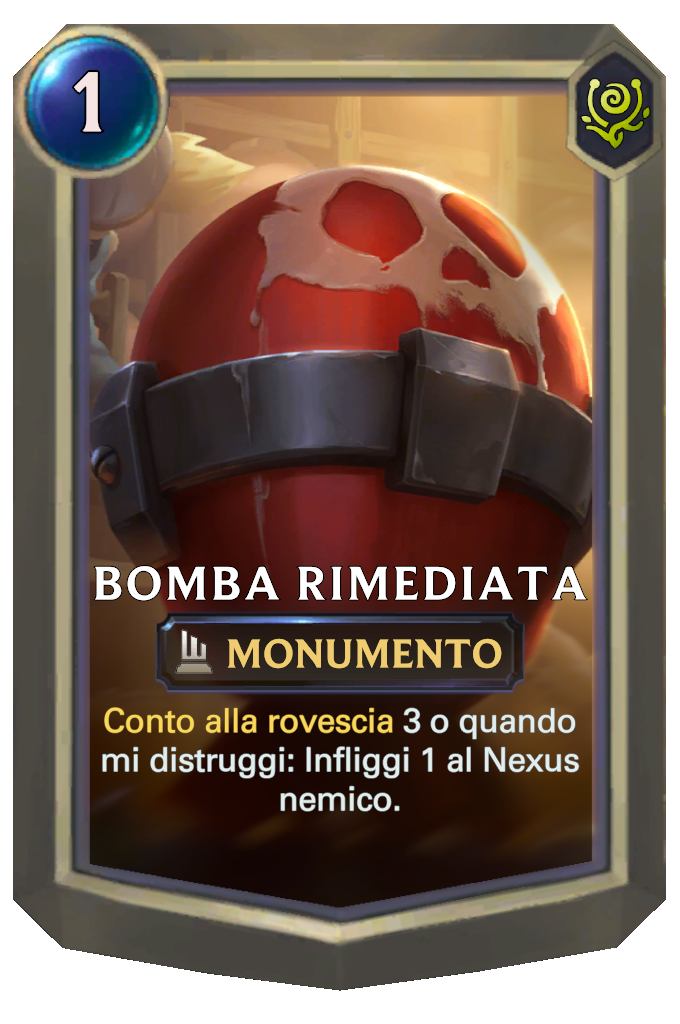 1
BOMBA RIMEDIATA
MONUMENTO
Conto alla rovescia 3 o quando
mi distruggi: Infliggi 1 al Nexus
nemico.